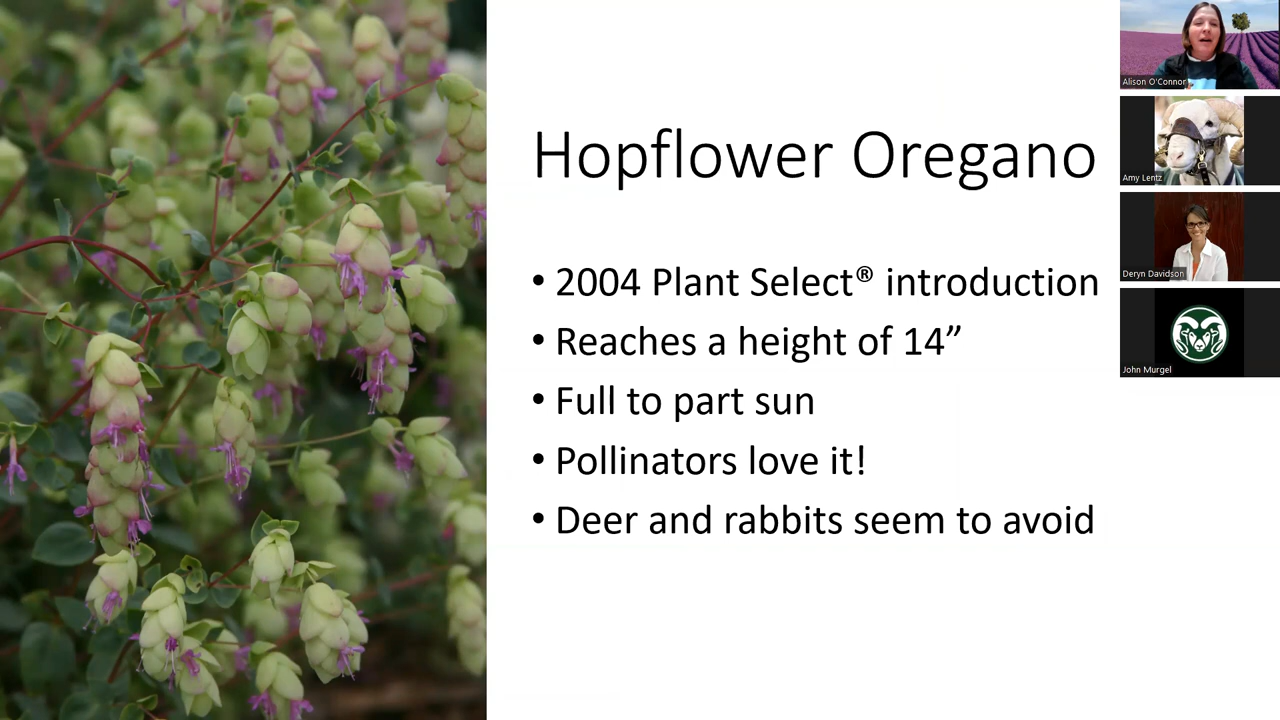 Hopflower Oregano
• 2004 Plant Select® introduction
• Reaches a height of 14”
• Full to part sun
• Pollinators love it!
• Deer and rabbits seem to avoid
Alison O'Connor
Amy Lentz
Deryn Davidson
John Murgel